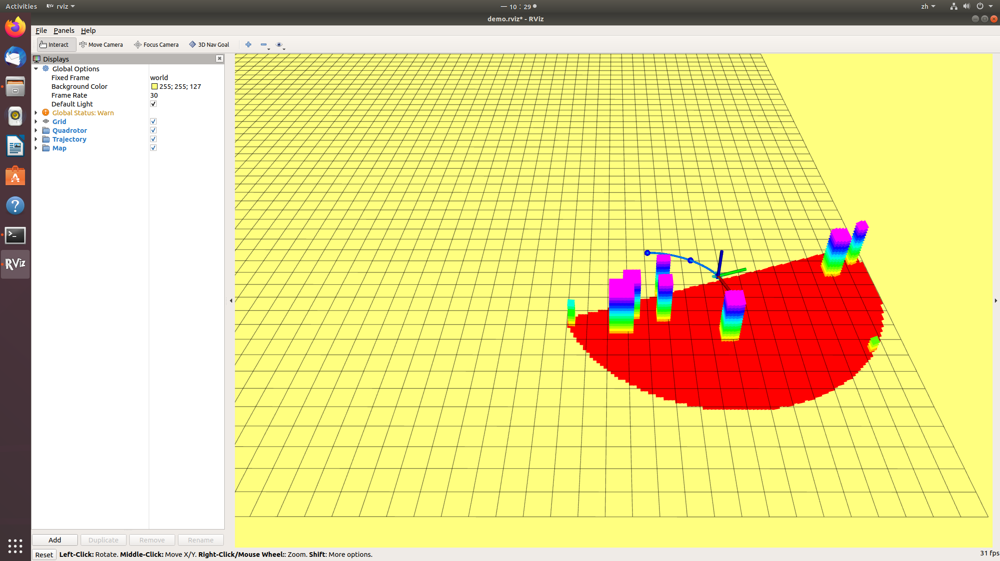 Activities
RViz rviz
一 10：29
zh
demo.rviz* - RViz
File Panels Help
Interact Move Camera Focus Camera 3D Nav Goal
Displays
Global Options
Fixed Frame world
Background Color 255; 255; 127
Frame Rate 30
Default Light
Global Status: Warn
Grid
Quadrotor
Trajectory
Map
RViz
Add Duplicate Remove Rename
Reset Left-Click: Rotate. Middle-Click: Move X/Y. Right-Click/Mouse Wheel:: Zoom. Shift: More options.
31 fps